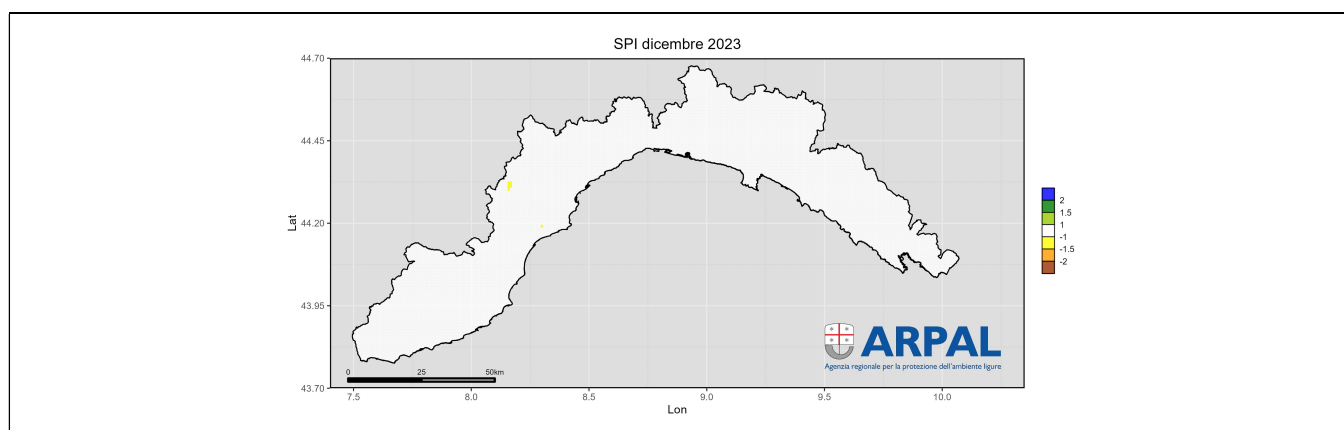 SPI dicembre 2023
44.70
44.45
44.20
43.95
43.70
Lat
2
1.5
1
-1
-1.5
-2
ARPAL
Agenzia regionale per la protezione dell'ambiente ligure
0 25 50km
7.5 8.0 8.5 9.0 9.5 10.0
Lon